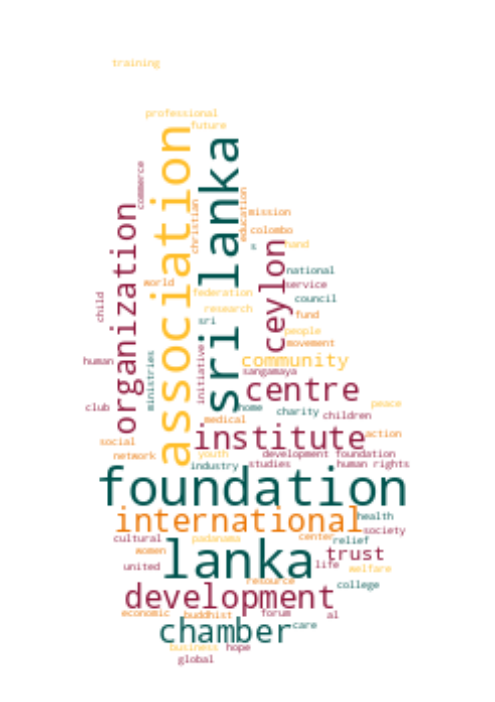 training
professional
future
commerce
association
sri lanka
organization
christian
education
mission
colombo
s
hand
ceylon
national
service
world
federation
council
child
research
fund
sri
people
movement
human
ministries
initiative
community
sangamaya
centre
club
home
charity
peace
children
medical
institute
action
social
network
youth
development foundation
industry
studies
human rights
foundation
international
health
cultural
padanama
center
society
relief
women
lanka
trust
united
life
welfare
resource
college
development
economic
buddhist
forum
al
chamber
care
business
hope
global